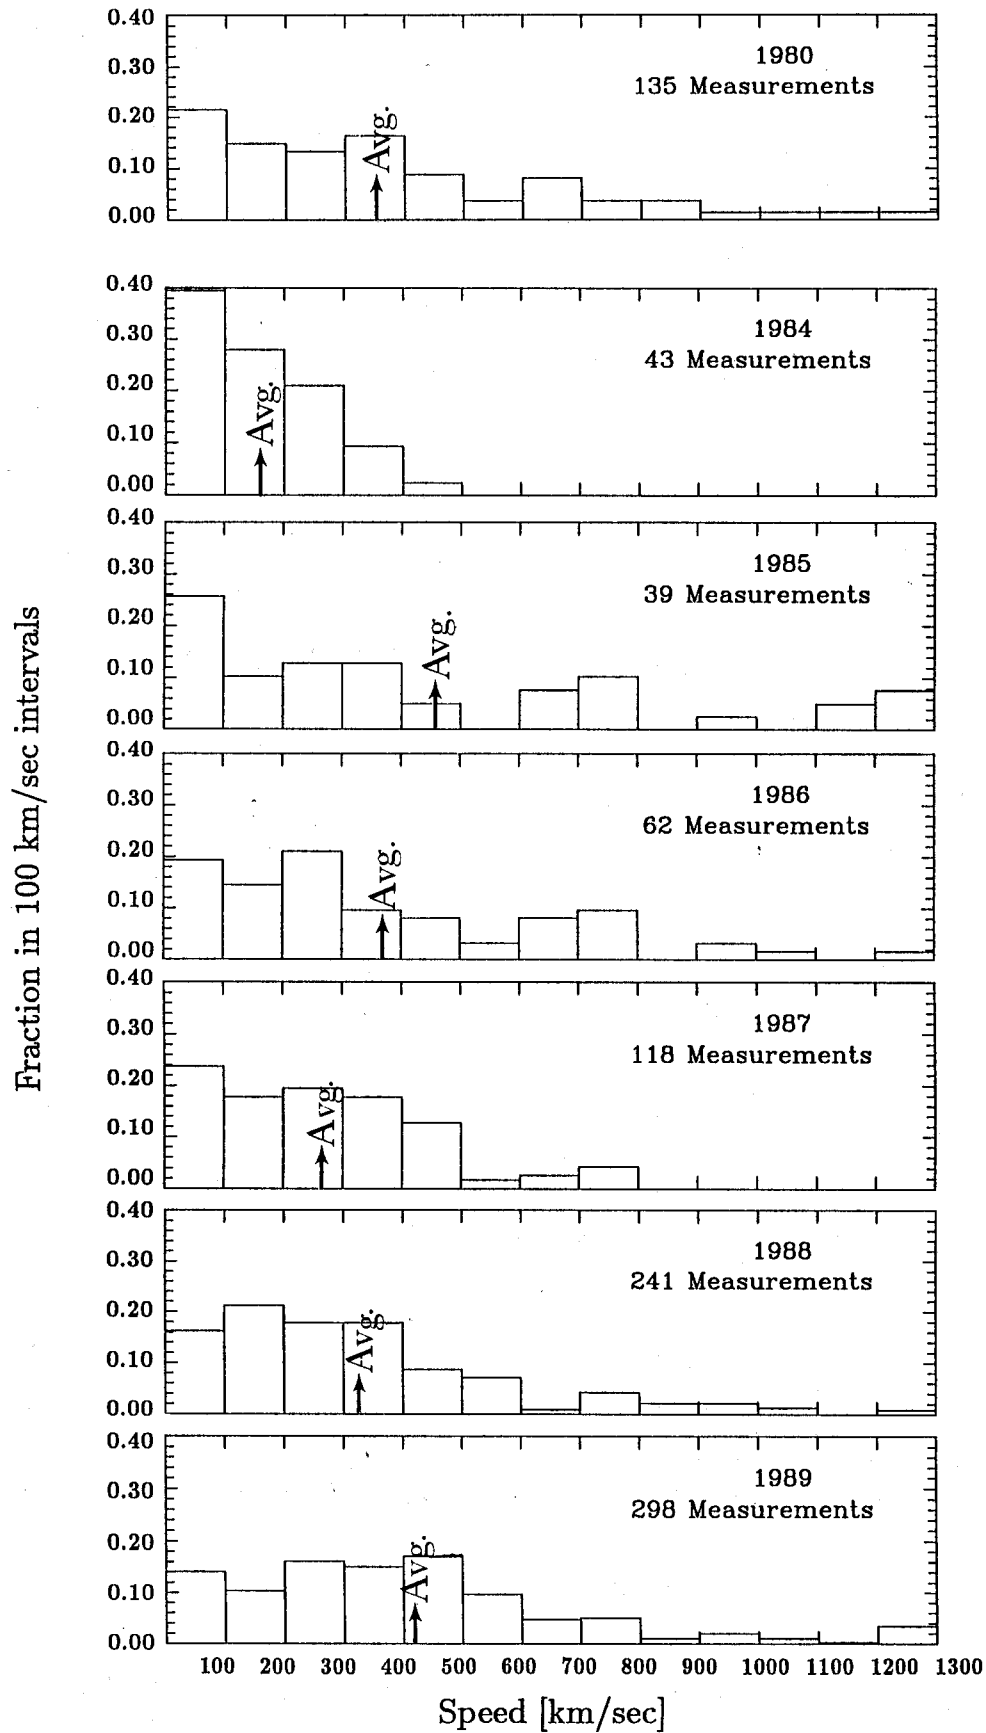 Fraction in 100 km/sec intervals
0.40
0.30
0.20
0.10
0.00
1980
135 Measurements
Avg.
0.40
0.30
0.20
0.10
0.00
1984
43 Measurements
Avg.
0.40
0.30
0.20
0.10
0.00
1985
39 Measurements
Avg.
0.40
0.30
0.20
0.10
0.00
1986
62 Measurements
Avg.
0.40
0.30
0.20
0.10
0.00
1987
118 Measurements
Avg.
0.40
0.30
0.20
0.10
0.00
1988
241 Measurements
Avg.
0.40
0.30
0.20
0.10
0.00
1989
298 Measurements
Avg.
100 200 300 400 500 600 700 800 900 1000 1100 1200 1300
Speed [km/sec]